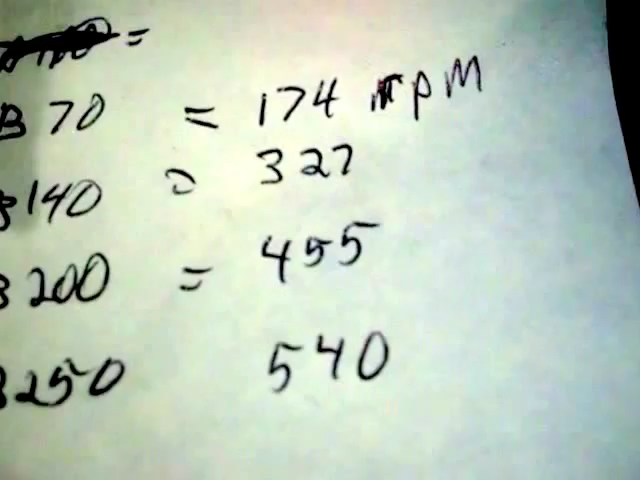 =
B 70 = 174 rpm
B 140 = 327
B 200 = 455
B 250 540